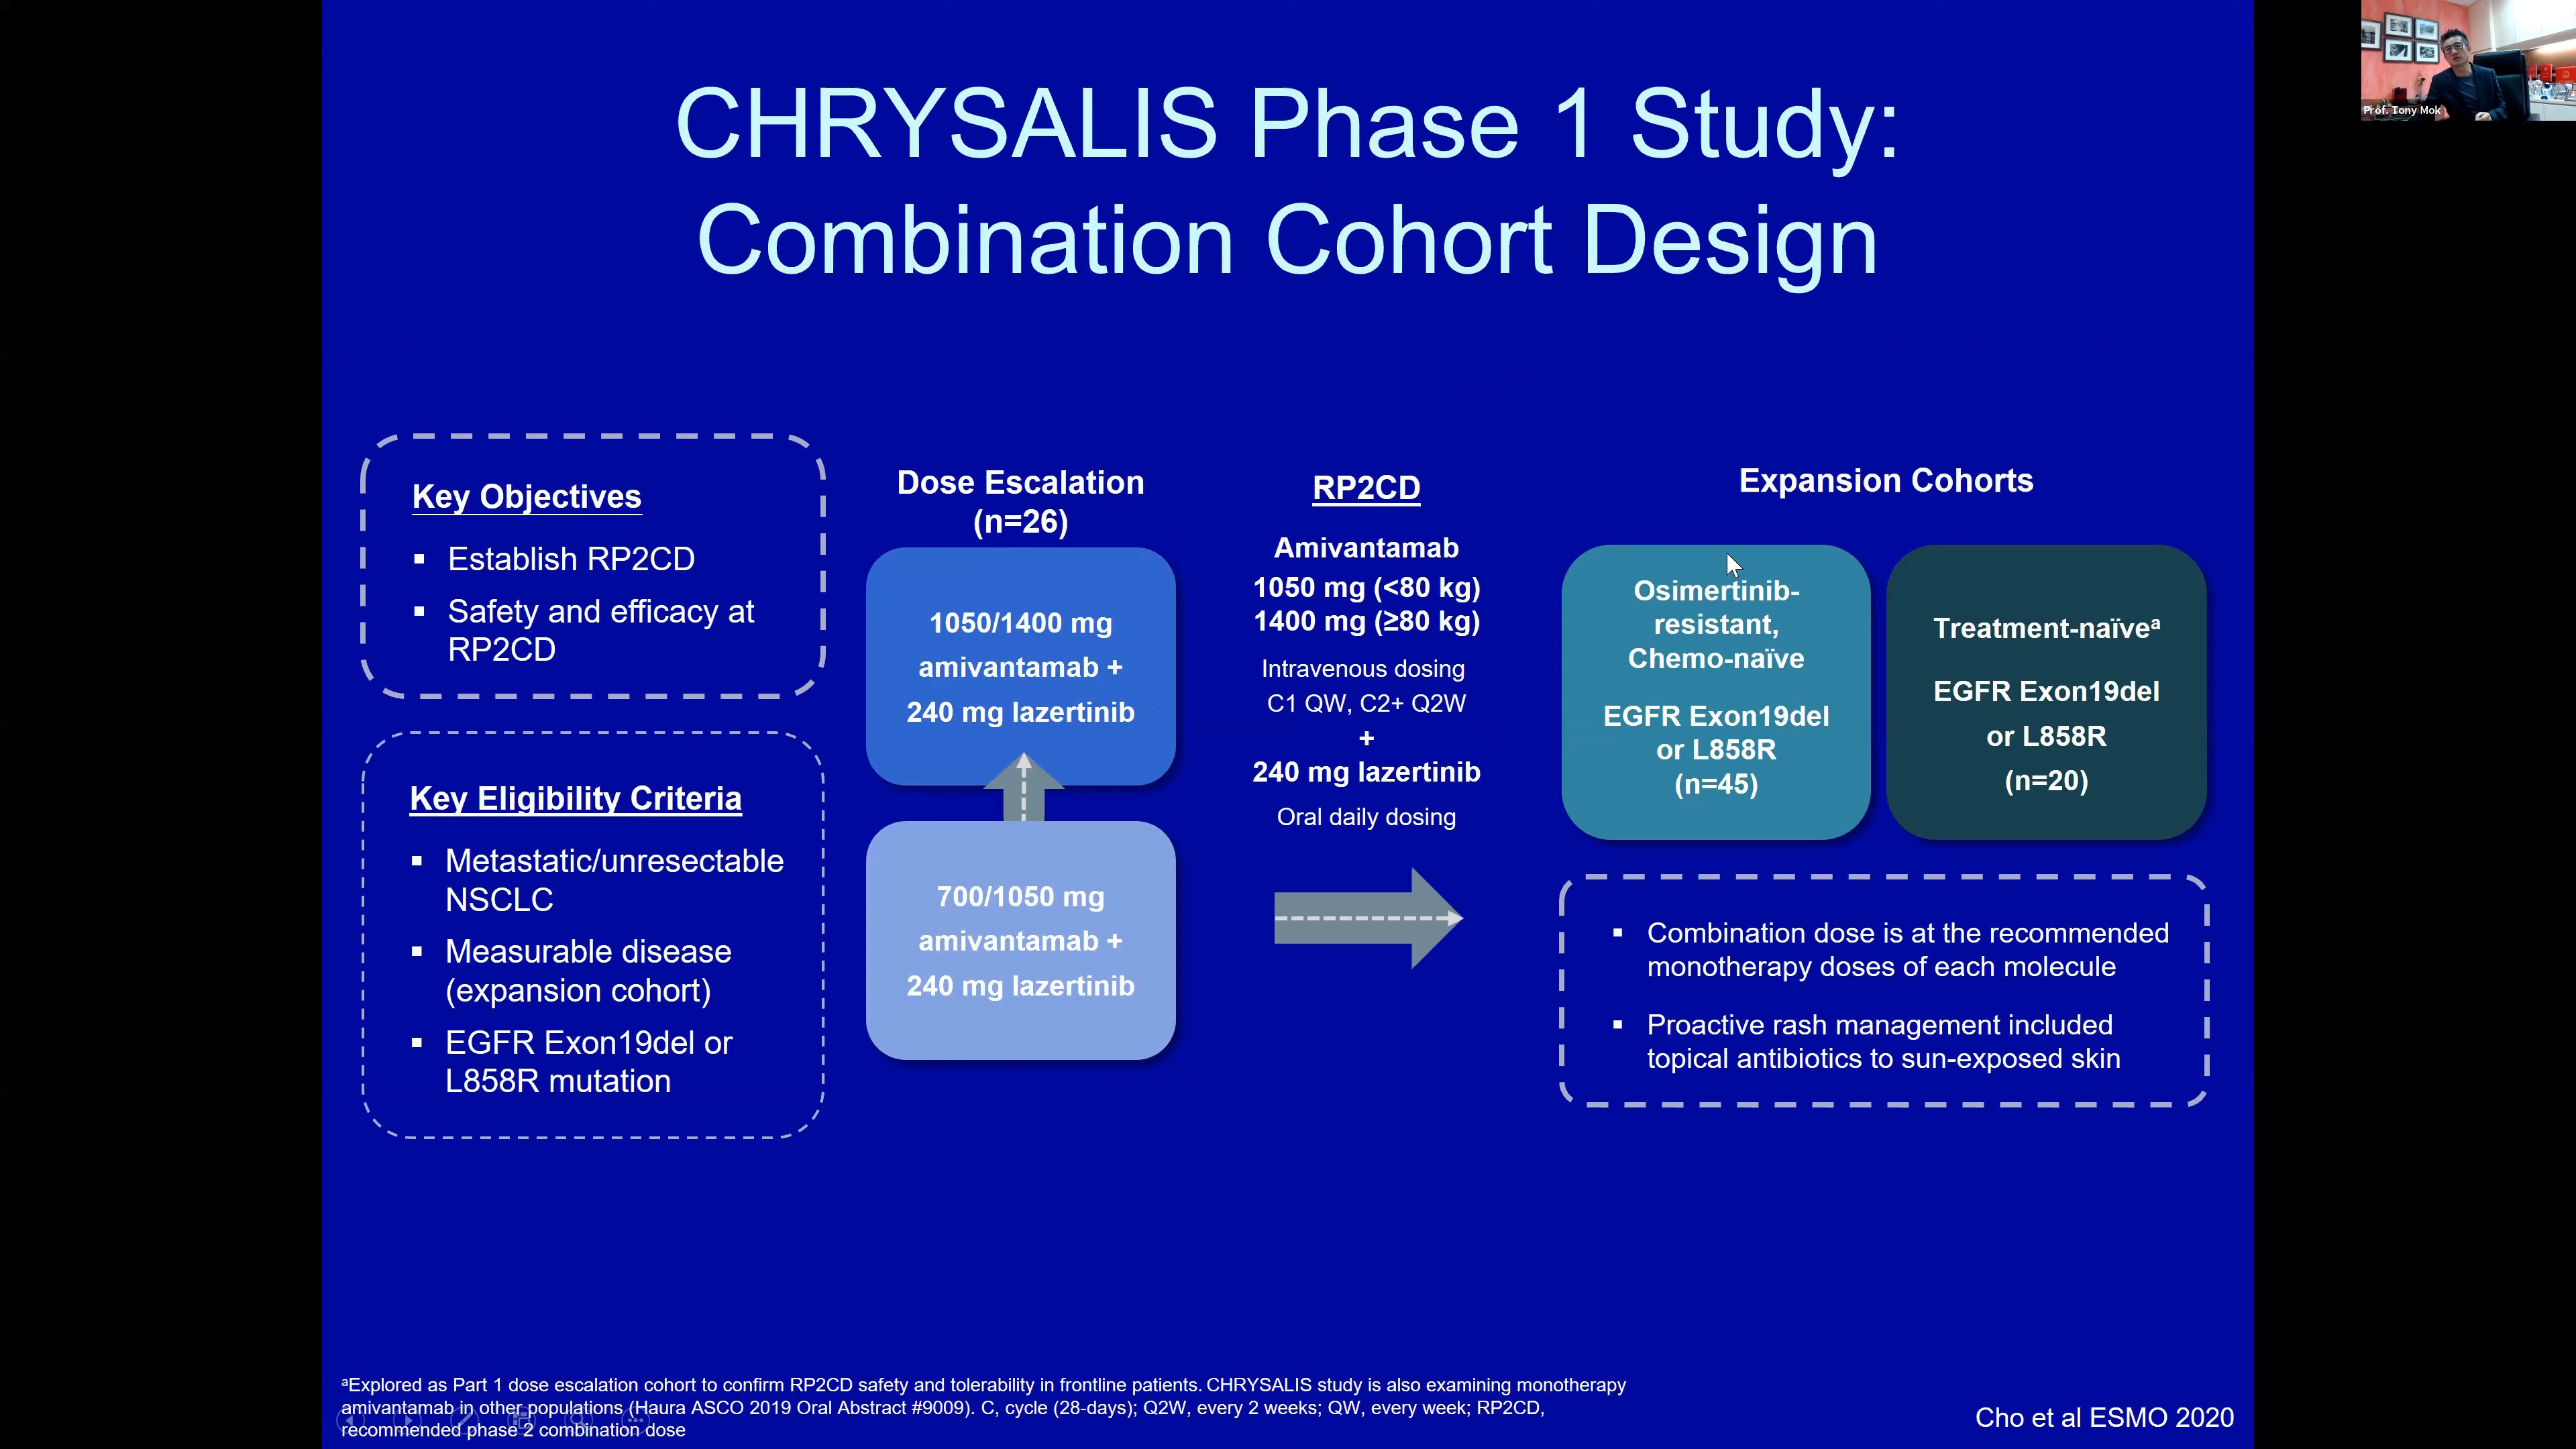 CHRYSALIS Phase 1 Study:
Combination Cohort Design
Prof. Tony Mok
Key Objectives
▪ Establish RP2CD
▪ Safety and efficacy at
RP2CD
Key Eligibility Criteria
▪ Metastatic/unresectable
NSCLC
▪ Measurable disease
(expansion cohort)
▪ EGFR Exon19del or
L858R mutation
Dose Escalation
(n=26)
1050/1400 mg
amivantamab +
240 mg lazertinib
700/1050 mg
amivantamab +
240 mg lazertinib
RP2CD
Amivantamab
1050 mg (<80 kg)
1400 mg (≥80 kg)
Intravenous dosing
C1 QW, C2+ Q2W
+
240 mg lazertinib
Oral daily dosing
Expansion Cohorts
Osimertinib-
resistant,
Chemo-naïve
EGFR Exon19del
or L858R
(n=45)
Treatment-naïveᵃ
EGFR Exon19del
or L858R
(n=20)
▪ Combination dose is at the recommended
monotherapy doses of each molecule
▪ Proactive rash management included
topical antibiotics to sun-exposed skin
ᵃExplored as Part 1 dose escalation cohort to confirm RP2CD safety and tolerability in frontline patients. CHRYSALIS study is also examining monotherapy
amivantamab in other populations (Haura ASCO 2019 Oral Abstract #9009). C, cycle (28-days); Q2W, every 2 weeks; QW, every week; RP2CD,
recommended phase 2 combination dose
Cho et al ESMO 2020